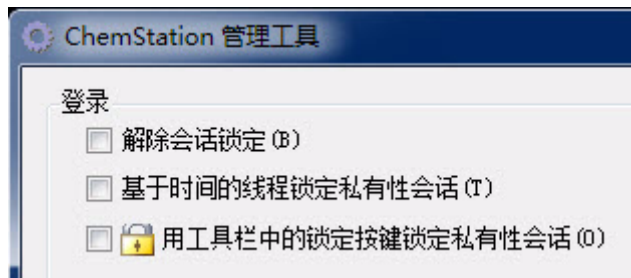 ChemStation 管理工具
登录
解除会话锁定(B)
基于时间的线程锁定私有性会话(T)
用工具栏中的锁定按键锁定私有性会话(O)